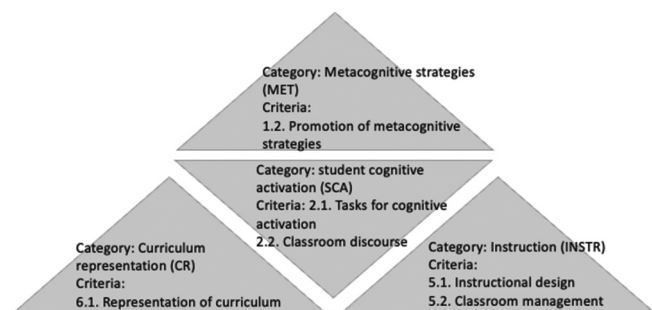 Category: Metacognitive strategies
(MET)
Criteria:
1.2. Promotion of metacognitive
strategies
Category: student cognitive
activation (SCA)
Criteria: 2.1. Tasks for cognitive
activation
2.2. Classroom discourse
Category: Curriculum
representation (CR)
Criteria:
6.1. Representation of curriculum
Category: Instruction (INSTR)
Criteria:
5.1. Instructional design
5.2. Classroom management